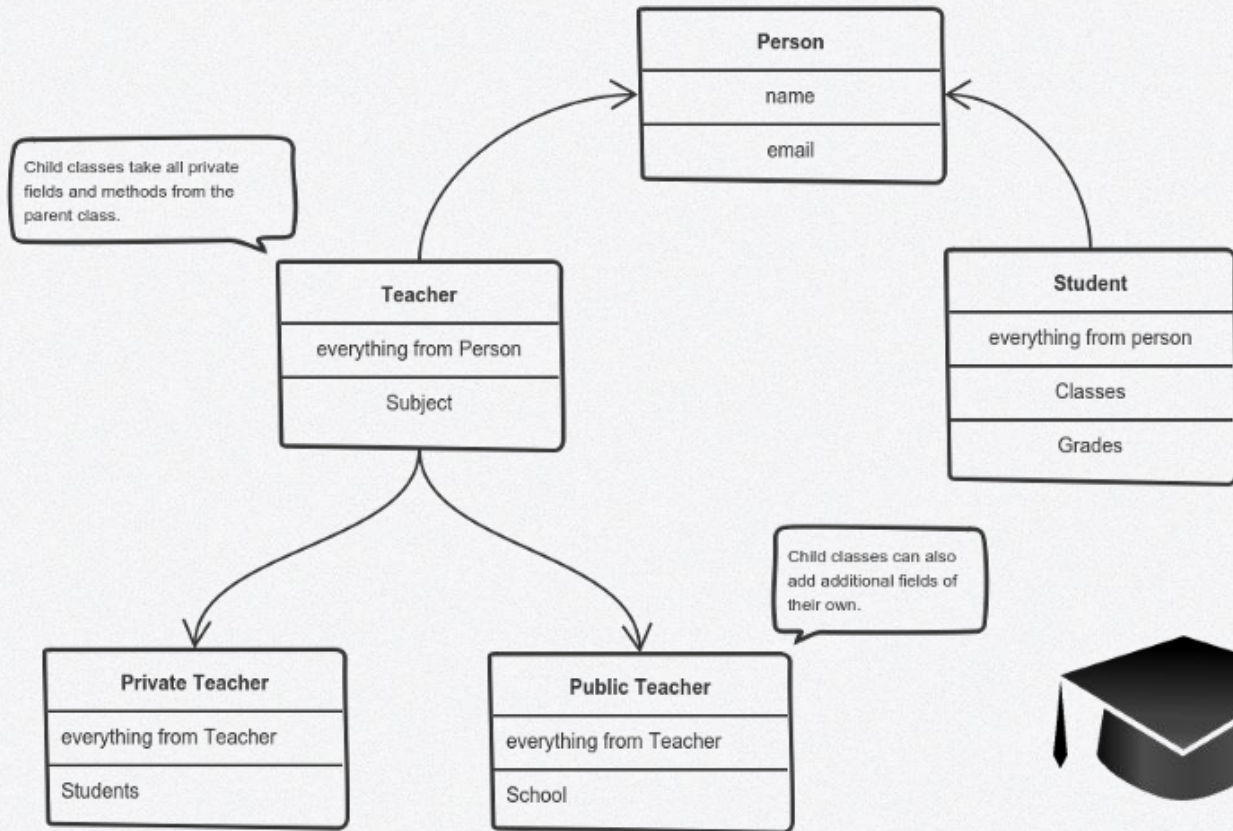 Person
name
email
Child classes take all private
fields and methods from the
parent class.
Teacher
everything from Person
Subject
Student
everything from person
Classes
Grades
Child classes can also
add additional fields of
their own.
Private Teacher
everything from Teacher
Students
Public Teacher
everything from Teacher
School